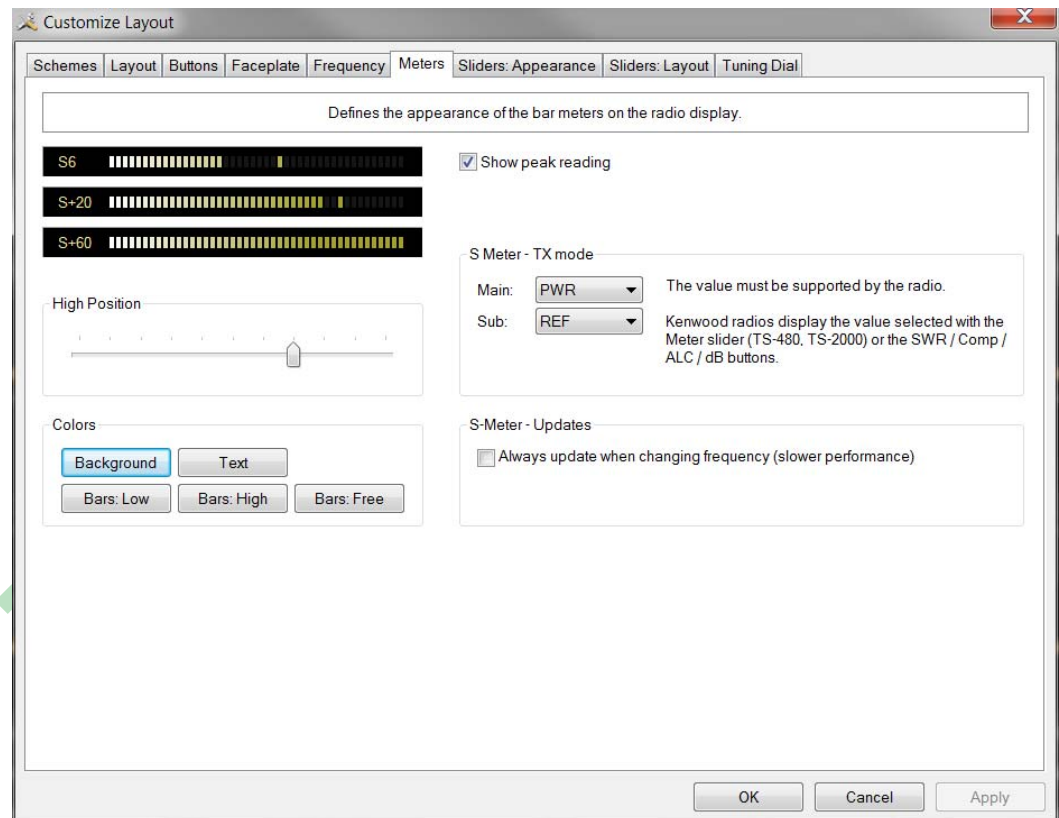 Customize Layout
X
Schemes
Layout
Buttons
Faceplate
Frequency
Meters
Sliders: Appearance
Sliders: Layout
Tuning Dial
Defines the appearance of the bar meters on the radio display.
S6
S+20
S+60
Show peak reading
High Position
S Meter - TX mode
Main:
PWR
The value must be supported by the radio.
Sub:
REF
Kenwood radios display the value selected with the
Meter slider (TS-480, TS-2000) or the SWR / Comp /
ALC / dB buttons.
Colors
Background
Text
Bars: Low
Bars: High
Bars: Free
S-Meter - Updates
Always update when changing frequency (slower performance)
OK
Cancel
Apply